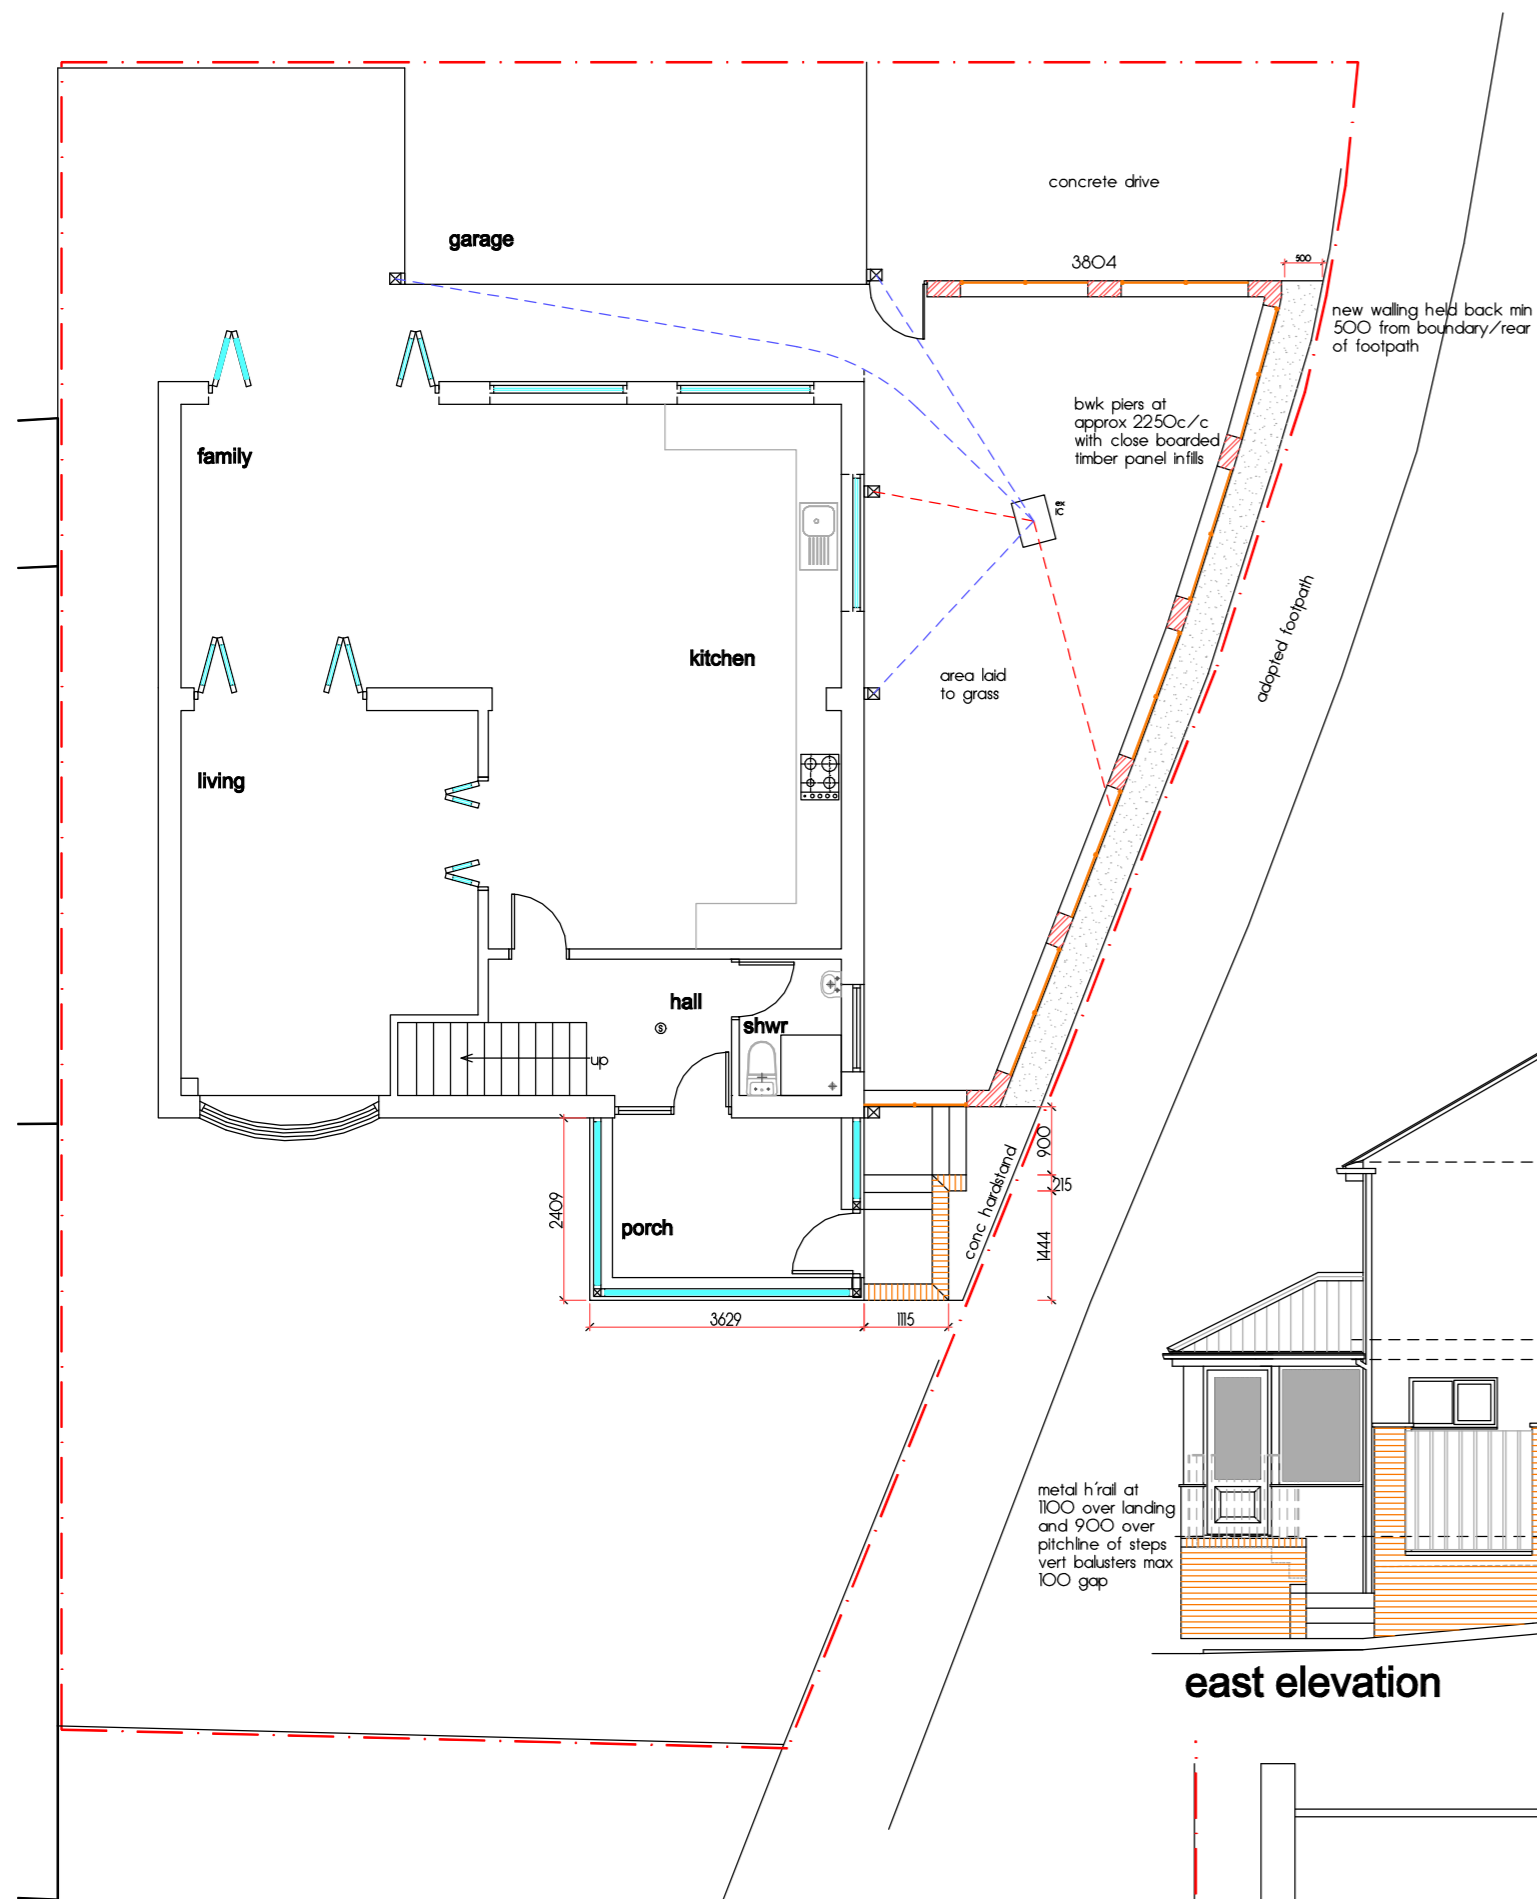 concrete drive
garage
3804
500
new walling held back min
500 from boundary/rear
of footpath
bwk piers at
approx 2250c/c
with close boarded
timber panel infills
family
ex
IC
adopted footpath
kitchen
area laid
to grass
living
hall
S
shwr
up
900
215
1444
conc hardstand
2409
porch
3629
1115
metal h'rail at
1100 over landing
and 900 over
pitchline of steps
vert balusters max
100 gap
east elevation